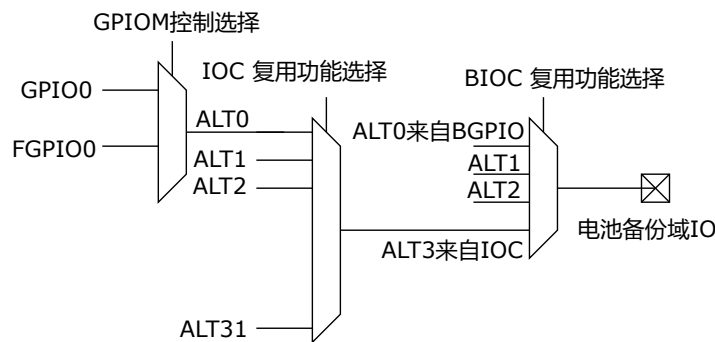 GPIOM控制选择
IOC 复用功能选择
BIOC 复用功能选择
GPIO0
FGPIO0
ALT0
ALT1
ALT2
ALT31
ALT0来自BGPIO
ALT1
ALT2
ALT3来自IOC
电池备份域IO